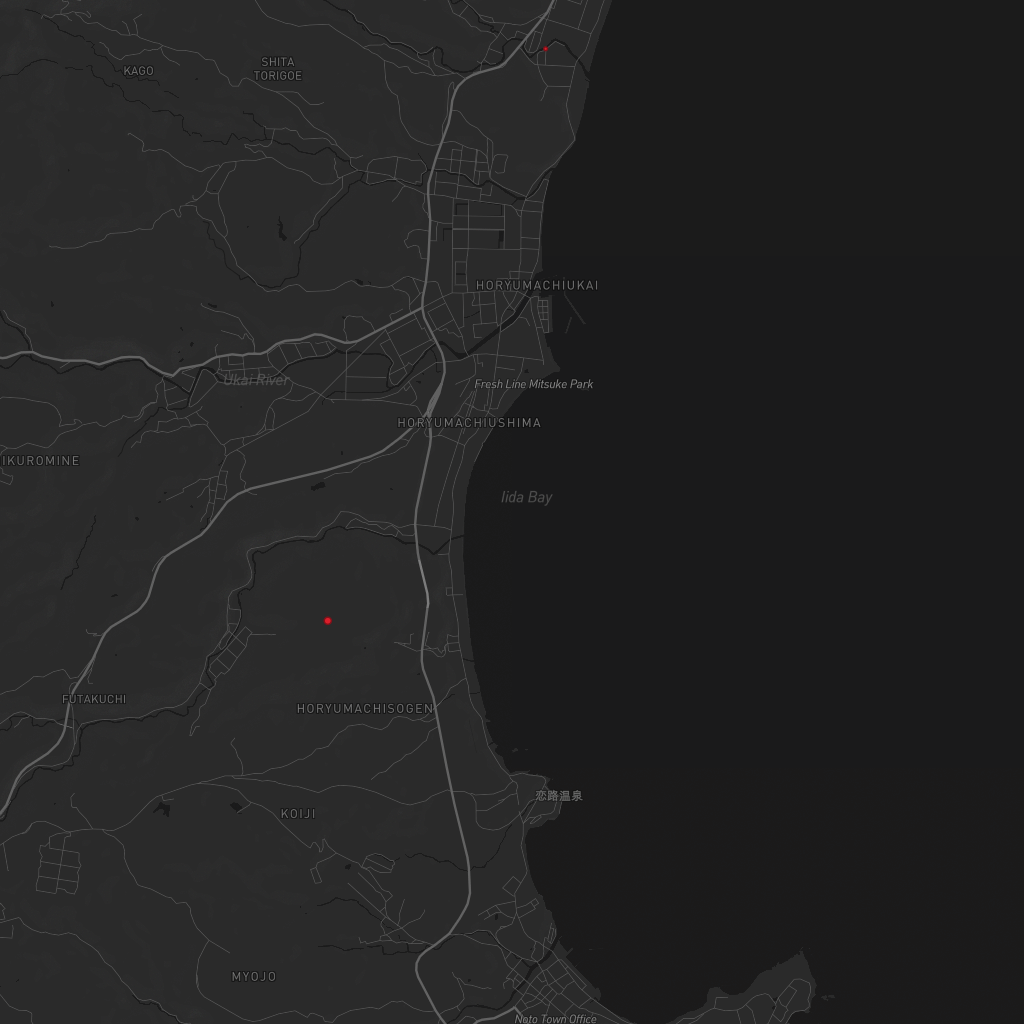 SHITA
TORIGOE
KAGO
HORYUMACHIUKAI
Ukai River
Fresh Line Mitsuke Park
HORYUMACHIUSHIMA
IKUROMINE
Iida Bay
FUTAKUCHI
HORYUMACHISOGEN
恋路温泉
KOIJI
MYOJO
Noto Town Office